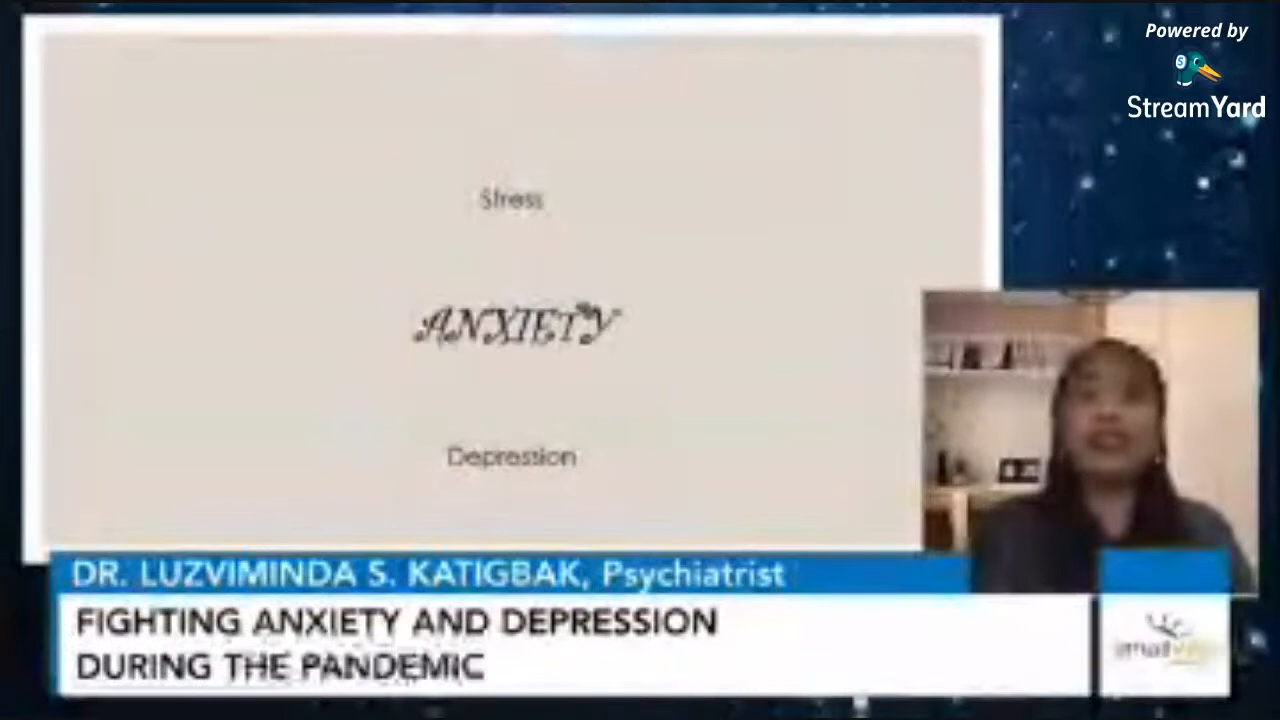 Powered by
StreamYard
Stress
ANXIETY
Depression
DR. LUZVIMINDA S. KATIGBAK, Psychiatrist
FIGHTING ANXIETY AND DEPRESSION
DURING THE PANDEMIC